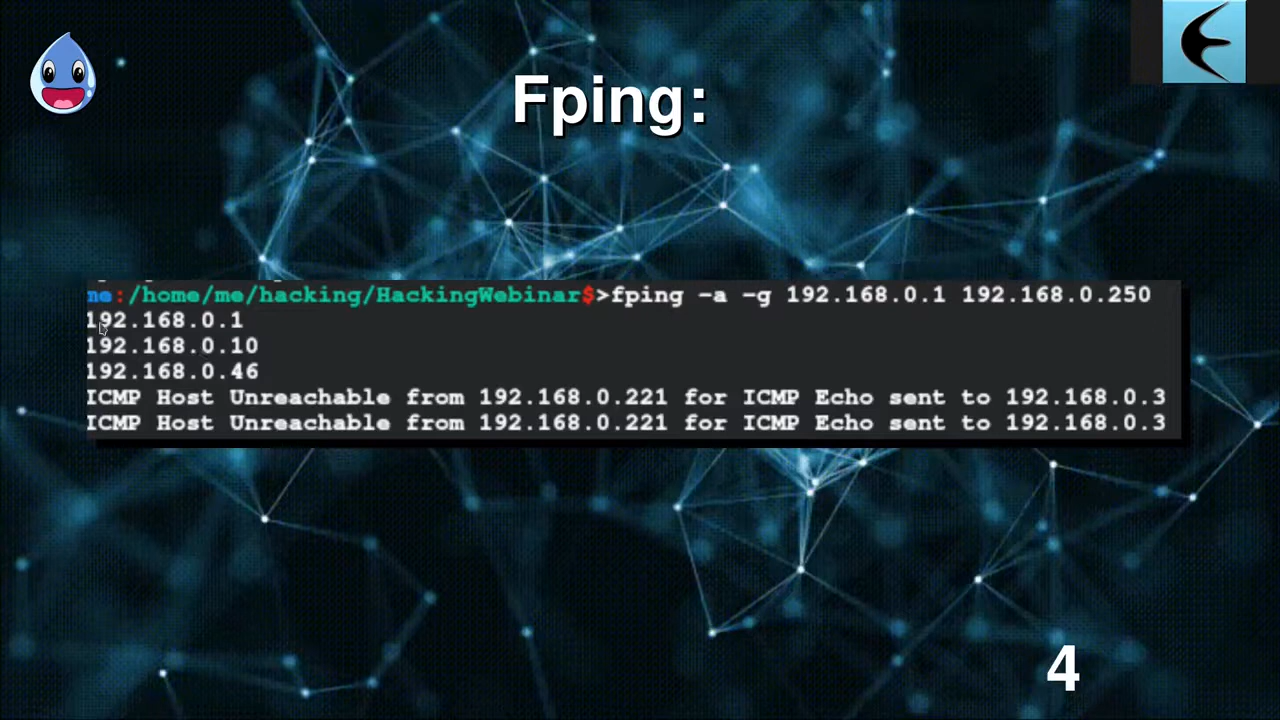 Fping:
me:/home/me/hacking/HackingWebinar$>fping -a -g 192.168.0.1 192.168.0.250
192.168.0.1
192.168.0.10
192.168.0.46
ICMP Host Unreachable from 192.168.0.221 for ICMP Echo sent to 192.168.0.3
ICMP Host Unreachable from 192.168.0.221 for ICMP Echo sent to 192.168.0.3
4